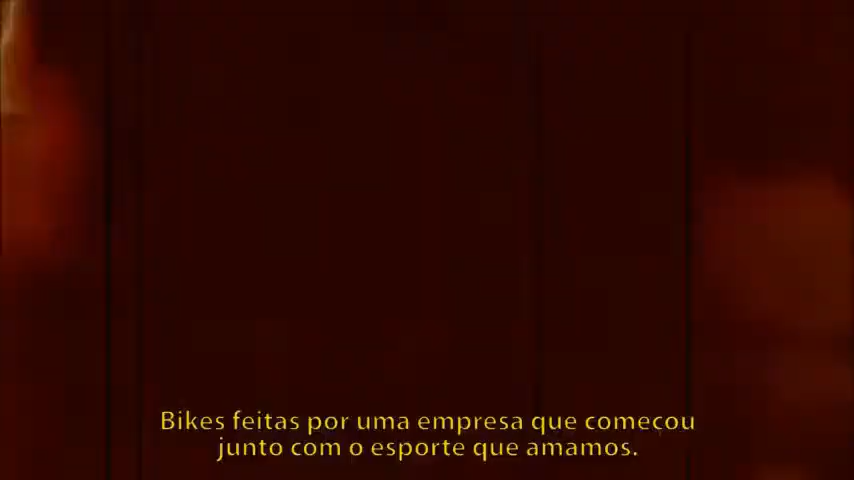 Bikes feitas por uma empresa que começou
junto com o esporte que amamos.